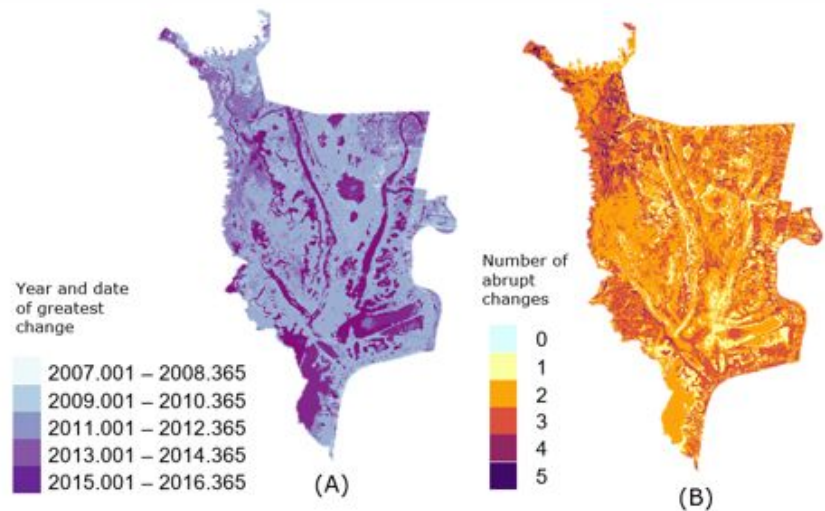 Year and date
of greatest
change
2007.001 – 2008.365
2009.001 – 2010.365
2011.001 – 2012.365
2013.001 – 2014.365
2015.001 – 2016.365
(A)
Number of
abrupt
changes
0
1
2
3
4
5
(B)